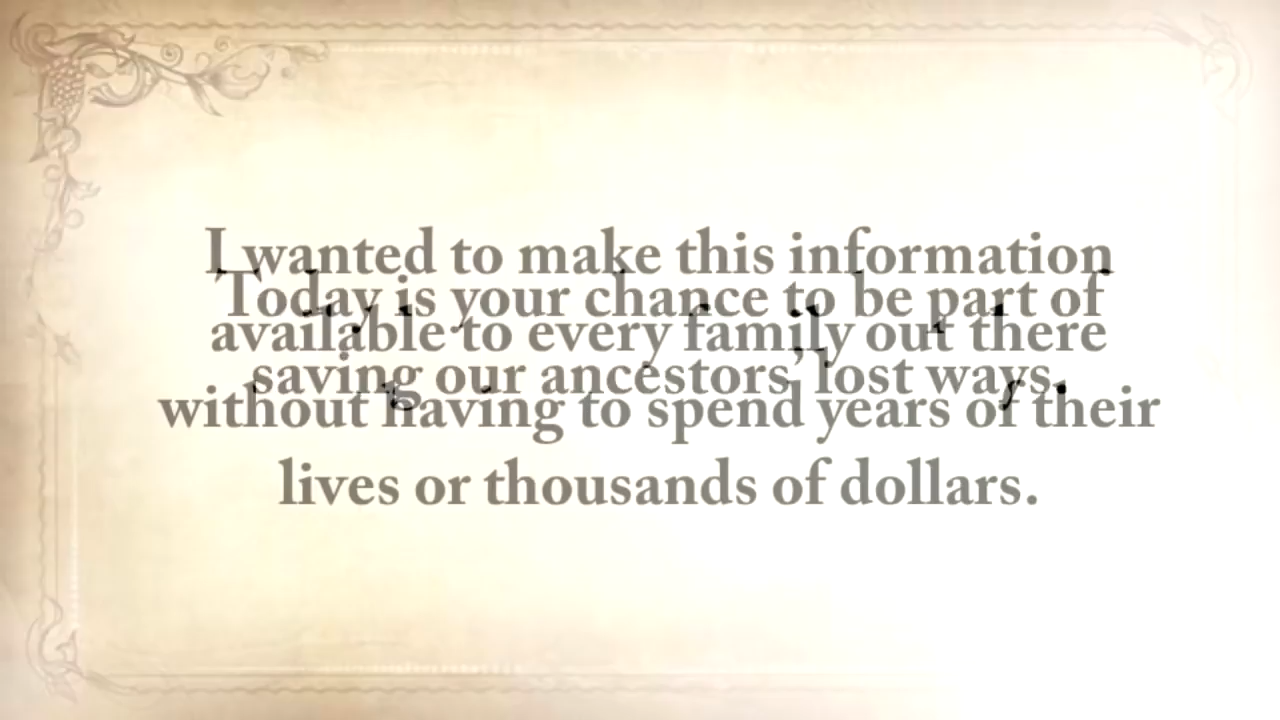 I wanted to make this information
Today is your chance to be part of
available to every family out there
saving our ancestors’ lost ways.
without having to spend years of their
lives or thousands of dollars.